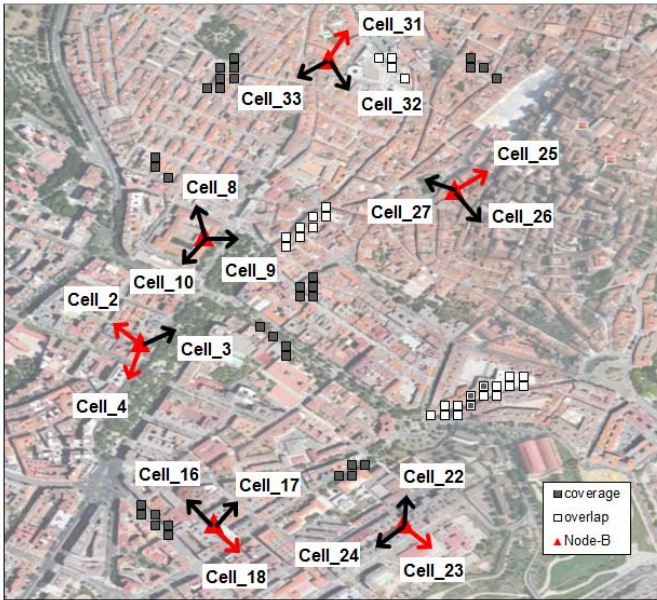 Cell_31
Cell_33
Cell_32
Cell_25
Cell_8
Cell_27
Cell_26
Cell_10
Cell_9
Cell_2
Cell_3
Cell_4
Cell_16
Cell_17
Cell_22
coverage
overlap
Node-B
Cell_24
Cell_18
Cell_23